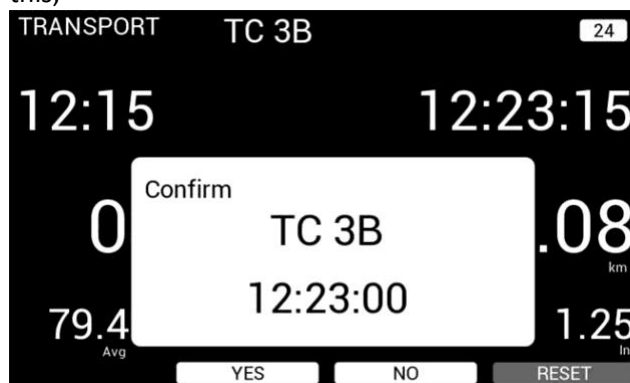 TRANSPORT TC 3B 24
12:15 12:23:15
Confirm
0 TC 3B .08
km
12:23:00
79.4 1.25
Avg In
YES NO RESET